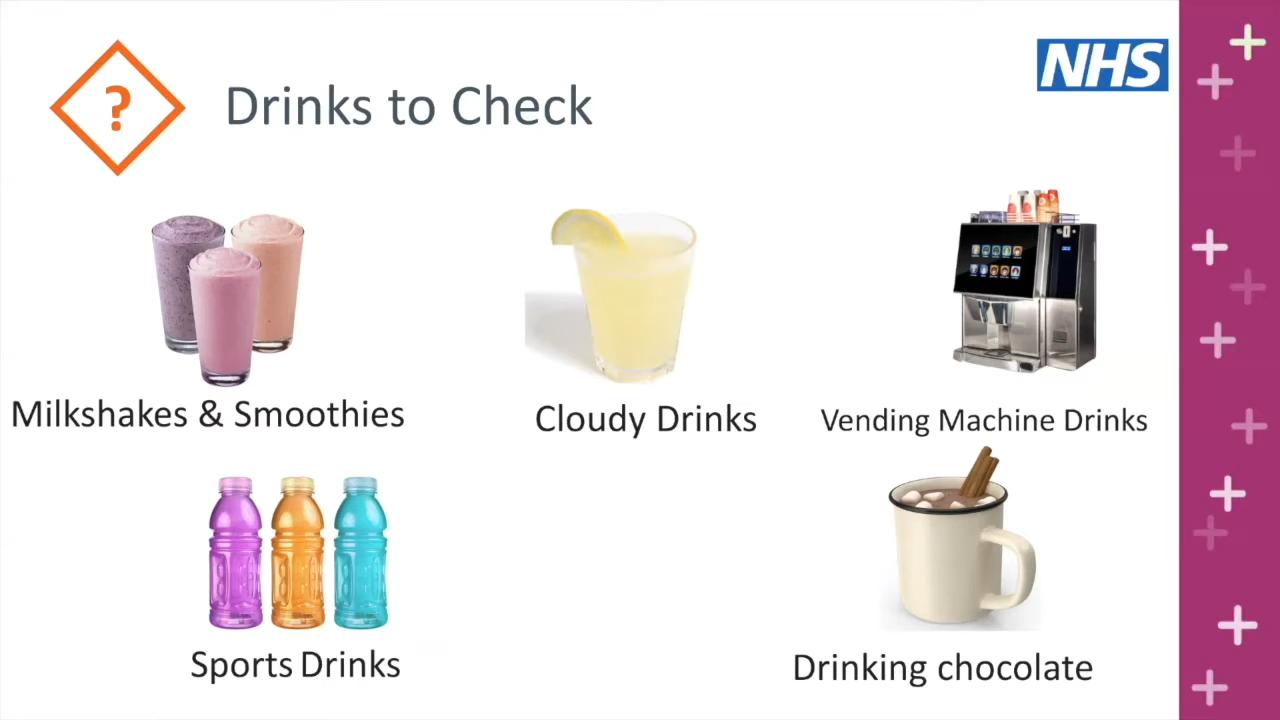 ?
Drinks to Check
NHS
Milkshakes & Smoothies
Cloudy Drinks
Vending Machine Drinks
Sports Drinks
Drinking chocolate